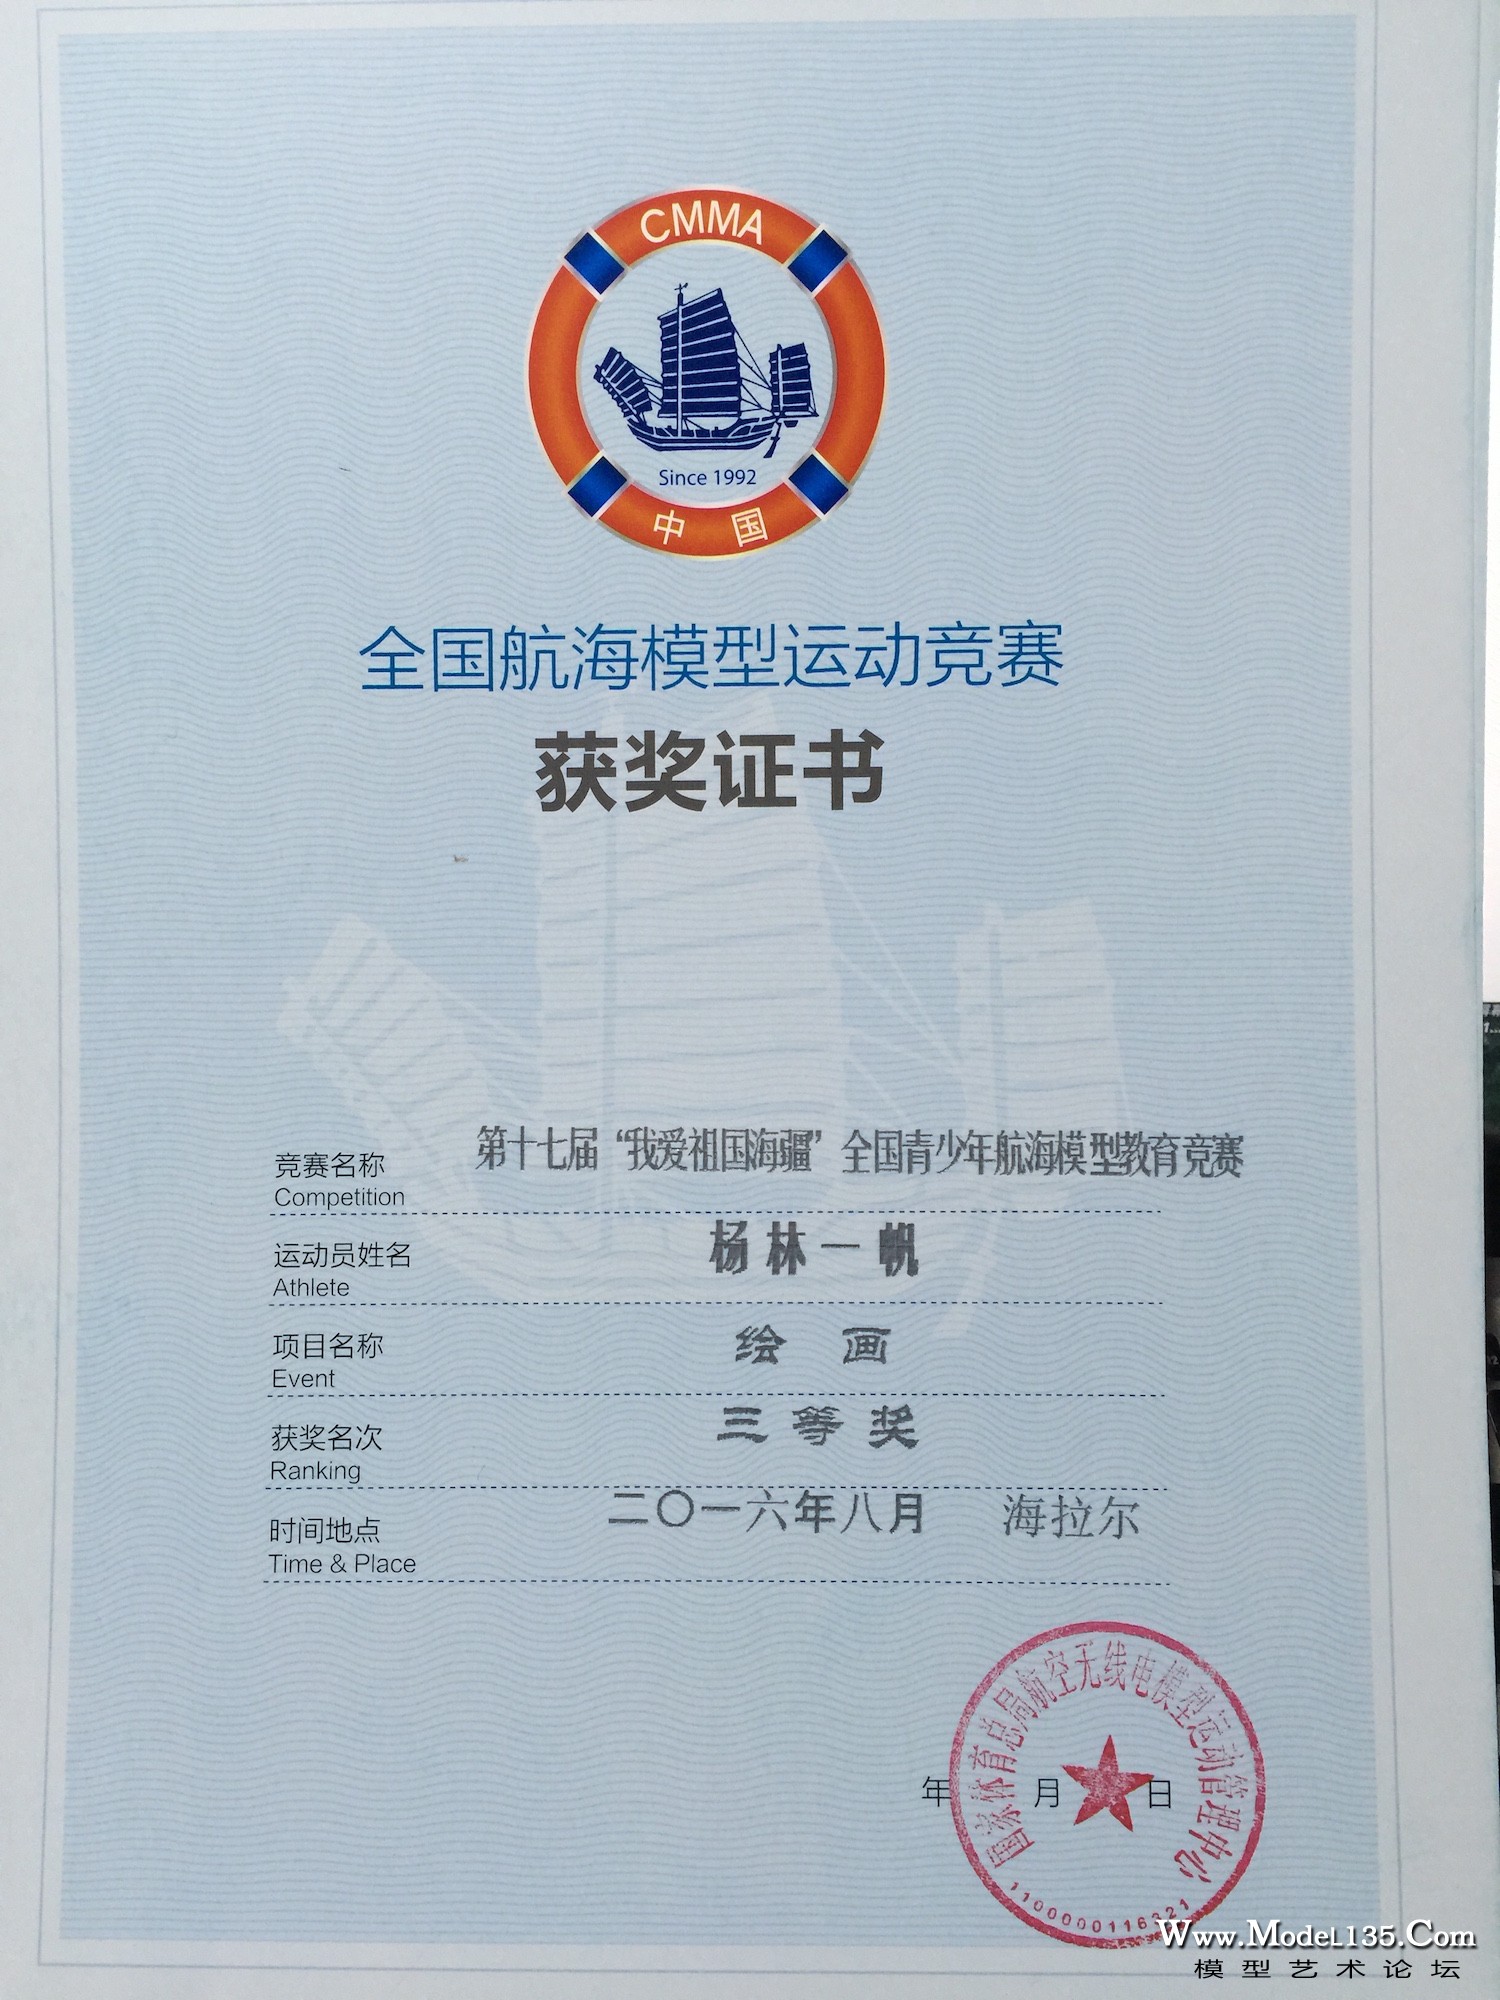 CMMA
Since 1992
中国
全国航海模型运动竞赛
获奖证书
竞赛名称 第十七届“我爱祖国海疆”全国青少年航海模型教育竞赛
Competition
运动员姓名 杨林一帆
Athlete
项目名称 绘画
Event
获奖名次 三等奖
Ranking
时间地点 二〇一六年八月 海拉尔
Time & Place
国家体育总局航空无线电模型运动管理中心
年 月 日
Www.Model135.Com
模型艺术论坛